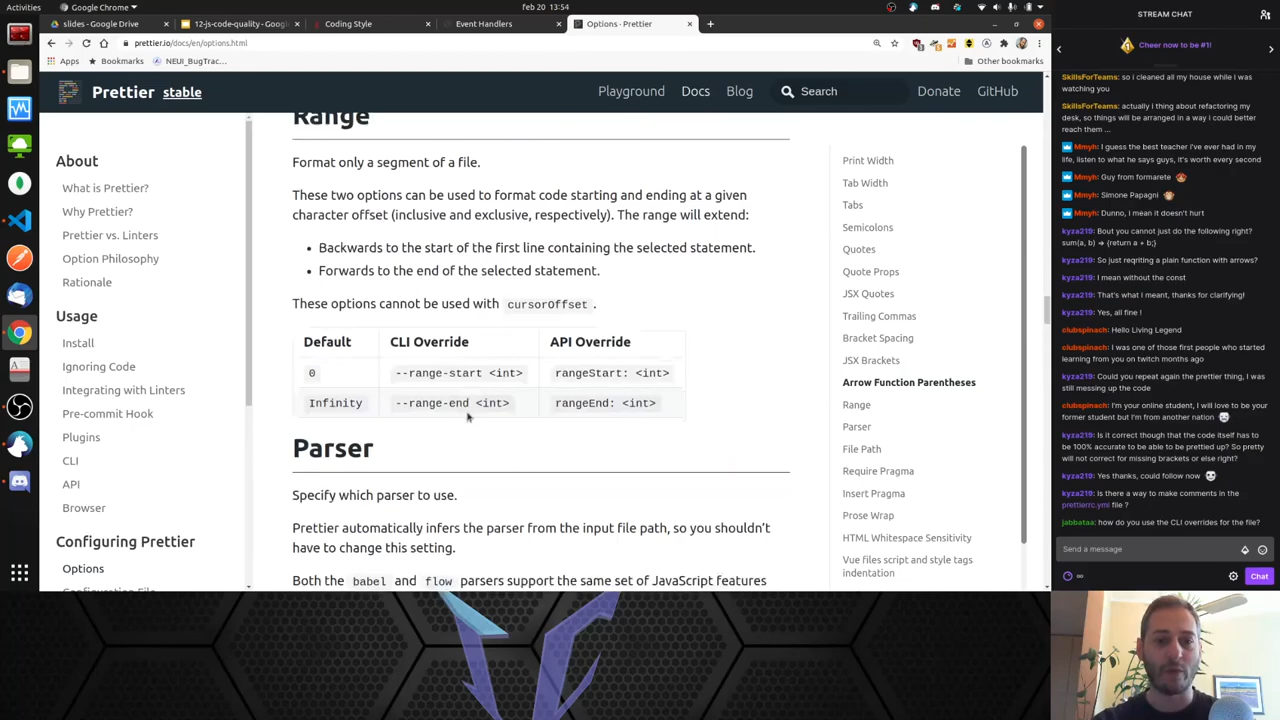 Activities
Google Chrome
feb 20 13:54
slides - Google Drive
12-js-code-quality - Google
Coding Style
Event Handlers
Options · Prettier
prettier.io/docs/en/options.html
Apps
Bookmarks
NEUI_BugTrac...
Other bookmarks
Prettier stable
Playground
Docs
Blog
Search
Donate
GitHub
About
What is Prettier?
Why Prettier?
Prettier vs. Linters
Option Philosophy
Rationale
Usage
Install
Ignoring Code
Integrating with Linters
Pre-commit Hook
Plugins
CLI
API
Browser
Configuring Prettier
Options
Configuration File
Range
Format only a segment of a file.
These two options can be used to format code starting and ending at a given
character offset (inclusive and exclusive, respectively). The range will extend:
• Backwards to the start of the first line containing the selected statement.
• Forwards to the end of the selected statement.
These options cannot be used with cursorOffset.
Default CLI Override API Override
0 --range-start <int> rangeStart: <int>
Infinity --range-end <int> rangeEnd: <int>
Parser
Specify which parser to use.
Prettier automatically infers the parser from the input file path, so you shouldn't
have to change this setting.
Both the babel and flow parsers support the same set of JavaScript features
Print Width
Tab Width
Tabs
Semicolons
Quotes
Quote Props
JSX Quotes
Trailing Commas
Bracket Spacing
JSX Brackets
Arrow Function Parentheses
Range
Parser
File Path
Require Pragma
Insert Pragma
Prose Wrap
HTML Whitespace Sensitivity
Vue files script and style tags
indentation
STREAM CHAT
Cheer now to be #1!
SkillsForTeams: so i cleaned all my house while i was
watching you
SkillsForTeams: actually i thing about refactoring my
desk, so things will be arranged in a way i could better
reach them ...
Mmyh: I guess the best teacher i've ever had in my
life, listen to what he says guys, it's worth every second
Mmyh: Guy from formarete
Mmyh: Simone Papagni
Mmyh: Dunno, i mean it doesn't hurt
kyza219: Bout you cannot just do the following right?
sum(a, b) => {return a + b;}
kyza219: So just reqriting a plain function with arrows?
kyza219: I mean without the const
kyza219: That's what I meant, thanks for clarifying!
kyza219: Yes, all fine !
clubspinach: Hello Living Legend
clubspinach: I was one of those first people who started
learning from you on twitch months ago
kyza219: Could you repeat again the prettier thing, I was
still messing up the code
clubspinach: I'm your online student, I will love to be your
former student but I'm from another nation
kyza219: Is it correct though that the code itself has to
be 100% accurate to be able to be prettied up? So pretty
will not correct for missing brackets or else right?
kyza219: Yes thanks, could follow now
kyza219: Is there a way to make comments in the
prettierrc.yml file ?
jabbataa: how do you use the CLI overrides for the file?
Send a message
Chat